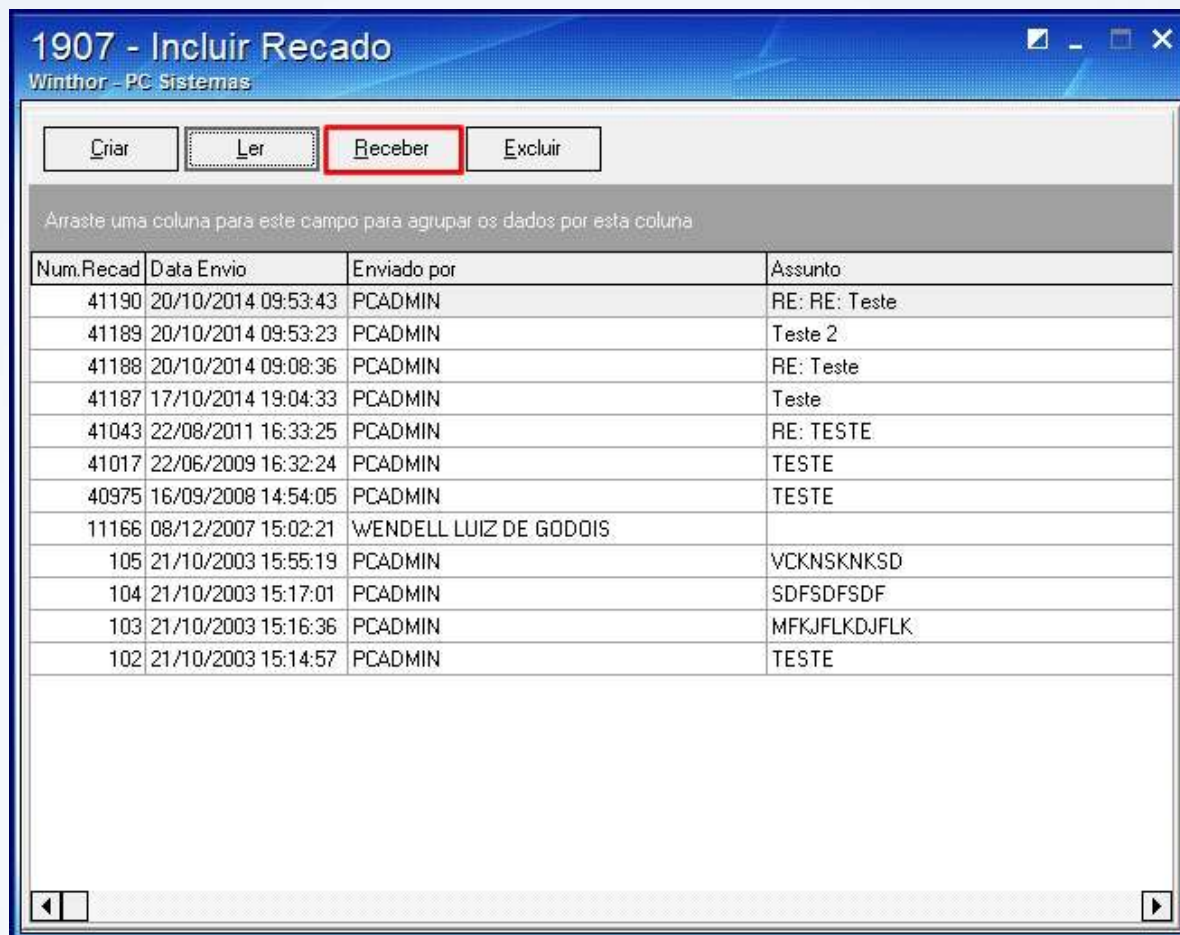 1907 - Incluir Recado
Winthor - PC Sistemas
Criar Ler Receber Excluir
Arraste uma coluna para este campo para agrupar os dados por esta coluna
Num.Recad Data Envio Enviado por Assunto
41190 20/10/2014 09:53:43 PCADMIN RE: RE: Teste
41189 20/10/2014 09:53:23 PCADMIN Teste 2
41188 20/10/2014 09:08:36 PCADMIN RE: Teste
41187 17/10/2014 19:04:33 PCADMIN Teste
41043 22/08/2011 16:33:25 PCADMIN RE: TESTE
41017 22/06/2009 16:32:24 PCADMIN TESTE
40975 16/09/2008 14:54:05 PCADMIN TESTE
11166 08/12/2007 15:02:21 WENDELL LUIZ DE GODOIS
105 21/10/2003 15:55:19 PCADMIN VCKNSKNKSD
104 21/10/2003 15:17:01 PCADMIN SDFSDFSDF
103 21/10/2003 15:16:36 PCADMIN MFKJFLKDJFLK
102 21/10/2003 15:14:57 PCADMIN TESTE